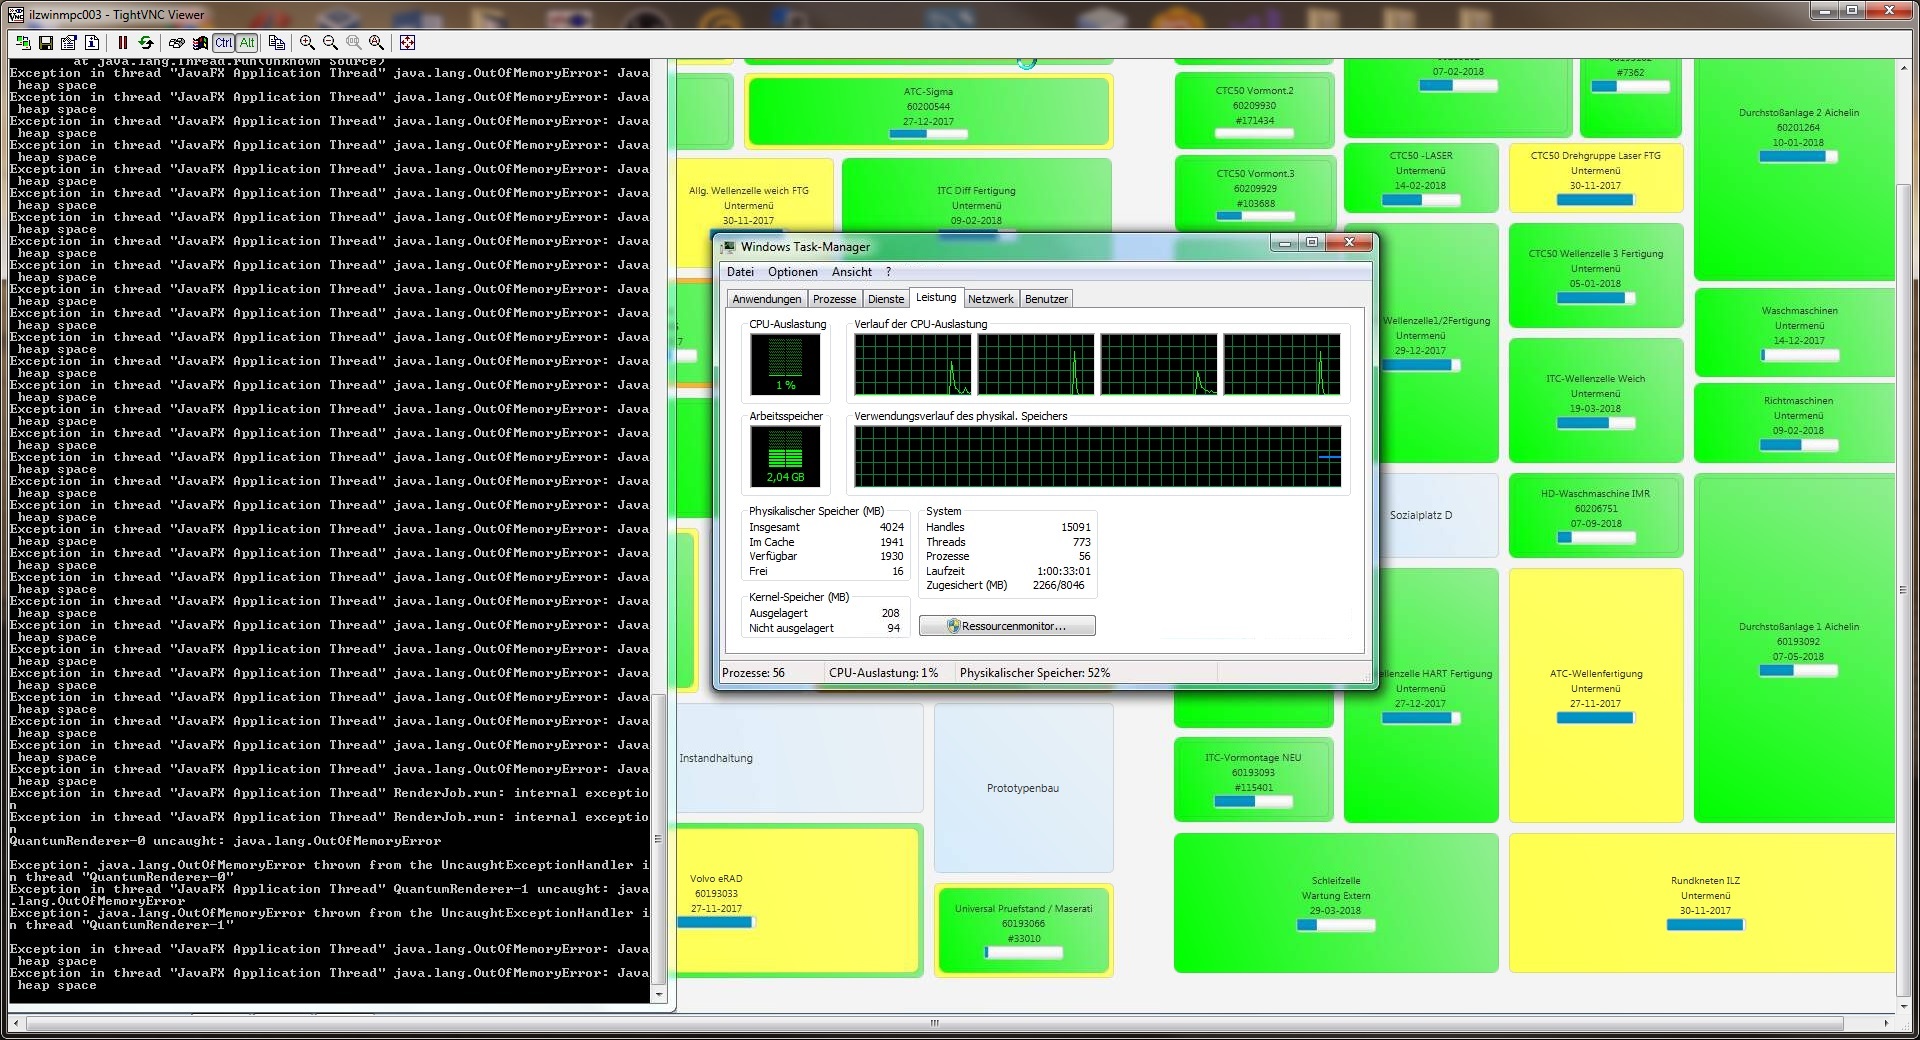 ilzwinmpc003 - TightVNC Viewer
Ctrl Alt
at java.lang.Thread.run(Unknown Source)
Exception in thread "JavaFX Application Thread" java.lang.OutOfMemoryError: Java
 heap space
Exception in thread "JavaFX Application Thread" java.lang.OutOfMemoryError: Java
 heap space
Exception in thread "JavaFX Application Thread" java.lang.OutOfMemoryError: Java
 heap space
Exception in thread "JavaFX Application Thread" java.lang.OutOfMemoryError: Java
 heap space
Exception in thread "JavaFX Application Thread" java.lang.OutOfMemoryError: Java
 heap space
Exception in thread "JavaFX Application Thread" java.lang.OutOfMemoryError: Java
 heap space
Exception in thread "JavaFX Application Thread" java.lang.OutOfMemoryError: Java
 heap space
Exception in thread "JavaFX Application Thread" java.lang.OutOfMemoryError: Java
 heap space
Exception in thread "JavaFX Application Thread" java.lang.OutOfMemoryError: Java
 heap space
Exception in thread "JavaFX Application Thread" java.lang.OutOfMemoryError: Java
 heap space
Exception in thread "JavaFX Application Thread" java.lang.OutOfMemoryError: Java
 heap space
Exception in thread "JavaFX Application Thread" java.lang.OutOfMemoryError: Java
 heap space
Exception in thread "JavaFX Application Thread" java.lang.OutOfMemoryError: Java
 heap space
Exception in thread "JavaFX Application Thread" java.lang.OutOfMemoryError: Java
 heap space
Exception in thread "JavaFX Application Thread" java.lang.OutOfMemoryError: Java
 heap space
Exception in thread "JavaFX Application Thread" java.lang.OutOfMemoryError: Java
 heap space
Exception in thread "JavaFX Application Thread" java.lang.OutOfMemoryError: Java
 heap space
Exception in thread "JavaFX Application Thread" java.lang.OutOfMemoryError: Java
 heap space
Exception in thread "JavaFX Application Thread" java.lang.OutOfMemoryError: Java
 heap space
Exception in thread "JavaFX Application Thread" java.lang.OutOfMemoryError: Java
 heap space
Exception in thread "JavaFX Application Thread" java.lang.OutOfMemoryError: Java
 heap space
Exception in thread "JavaFX Application Thread" java.lang.OutOfMemoryError: Java
 heap space
Exception in thread "JavaFX Application Thread" java.lang.OutOfMemoryError: Java
 heap space
Exception in thread "JavaFX Application Thread" java.lang.OutOfMemoryError: Java
 heap space
Exception in thread "JavaFX Application Thread" java.lang.OutOfMemoryError: Java
 heap space
Exception in thread "JavaFX Application Thread" java.lang.OutOfMemoryError: Java
 heap space
Exception in thread "JavaFX Application Thread" java.lang.OutOfMemoryError: Java
 heap space
Exception in thread "JavaFX Application Thread" java.lang.OutOfMemoryError: Java
 heap space
Exception in thread "JavaFX Application Thread" java.lang.OutOfMemoryError: Java
 heap space
Exception in thread "JavaFX Application Thread" java.lang.OutOfMemoryError: Java
 heap space
Exception in thread "JavaFX Application Thread" RenderJob.run: internal exceptio
n
Exception in thread "JavaFX Application Thread" RenderJob.run: internal exceptio
n
QuantumRenderer-0 uncaught: java.lang.OutOfMemoryError
Exception: java.lang.OutOfMemoryError thrown from the UncaughtExceptionHandler i
n thread "QuantumRenderer-0"
Exception in thread "JavaFX Application Thread" QuantumRenderer-1 uncaught: java
.lang.OutOfMemoryError
Exception: java.lang.OutOfMemoryError thrown from the UncaughtExceptionHandler i
n thread "QuantumRenderer-1"
Exception in thread "JavaFX Application Thread" java.lang.OutOfMemoryError: Java
 heap space
Exception in thread "JavaFX Application Thread" java.lang.OutOfMemoryError: Java
 heap space
ATC-Sigma
60200544
27-12-2017
CTC50 Vormont.2
60209930
#171434
07-02-2018
#7362
Durchstoßanlage 2 Aichelin
60201264
10-01-2018
Allg. Wellenzelle weich FTG
Untermenü
30-11-2017
ITC Diff Fertigung
Untermenü
09-02-2018
CTC50 Vormont.3
60209929
#103688
CTC50 -LASER
Untermenü
14-02-2018
CTC50 Drehgruppe Laser FTG
Untermenü
30-11-2017
Windows Task-Manager
Datei Optionen Ansicht ?
Anwendungen Prozesse Dienste Leistung Netzwerk Benutzer
CPU-Auslastung
1 %
Verlauf der CPU-Auslastung
Arbeitsspeicher
2,04 GB
Verwendungsverlauf des physikal. Speichers
Physikalischer Speicher (MB)
Insgesamt 4024
Im Cache 1941
Verfügbar 1930
Frei 16
Kernel-Speicher (MB)
Ausgelagert 208
Nicht ausgelagert 94
System
Handles 15091
Threads 773
Prozesse 56
Laufzeit 1:00:33:01
Zugesichert (MB) 2266/8046
Ressourcenmonitor...
Prozesse: 56 CPU-Auslastung: 1% Physikalischer Speicher: 52%
Wellenzelle1/2Fertigung
Untermenü
29-12-2017
CTC50 Wellenzelle 3 Fertigung
Untermenü
05-01-2018
Waschmaschinen
Untermenü
14-12-2017
ITC-Wellenzelle Weich
Untermenü
19-03-2018
Richtmaschinen
Untermenü
09-02-2018
Sozialplatz D
HD-Waschmaschine IMR
60206751
07-09-2018
ellenzelle HART Fertigung
Untermenü
27-12-2017
ATC-Wellenfertigung
Untermenü
27-11-2017
Durchstoßanlage 1 Aichelin
60193092
07-05-2018
Instandhaltung
Prototypenbau
ITC-Vormontage NEU
60193093
#115401
Volvo eRAD
60193033
27-11-2017
Universal Pruefstand / Maserati
60193066
#33010
Schleifzelle
Wartung Extern
29-03-2018
Rundkneten ILZ
Untermenü
30-11-2017